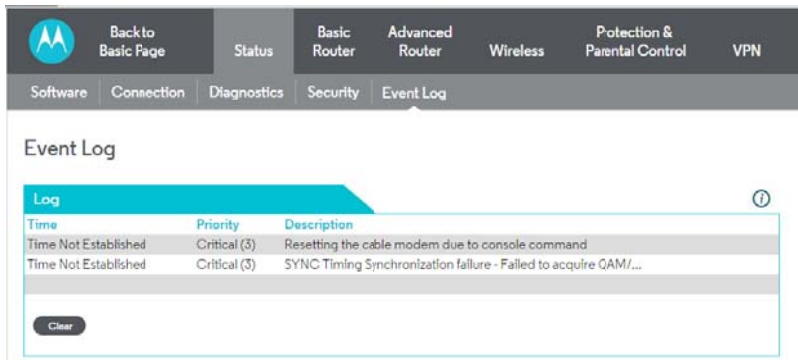 Back to Basic Page
Status
Basic Router
Advanced Router
Wireless
Potection & Parental Control
VPN
Software
Connection
Diagnostics
Security
Event Log
Event Log
Log
Time Priority Description
Time Not Established Critical (3) Resetting the cable modem due to console command
Time Not Established Critical (3) SYNC Timing Synchronization failure - Failed to acquire QAM/...
Clear